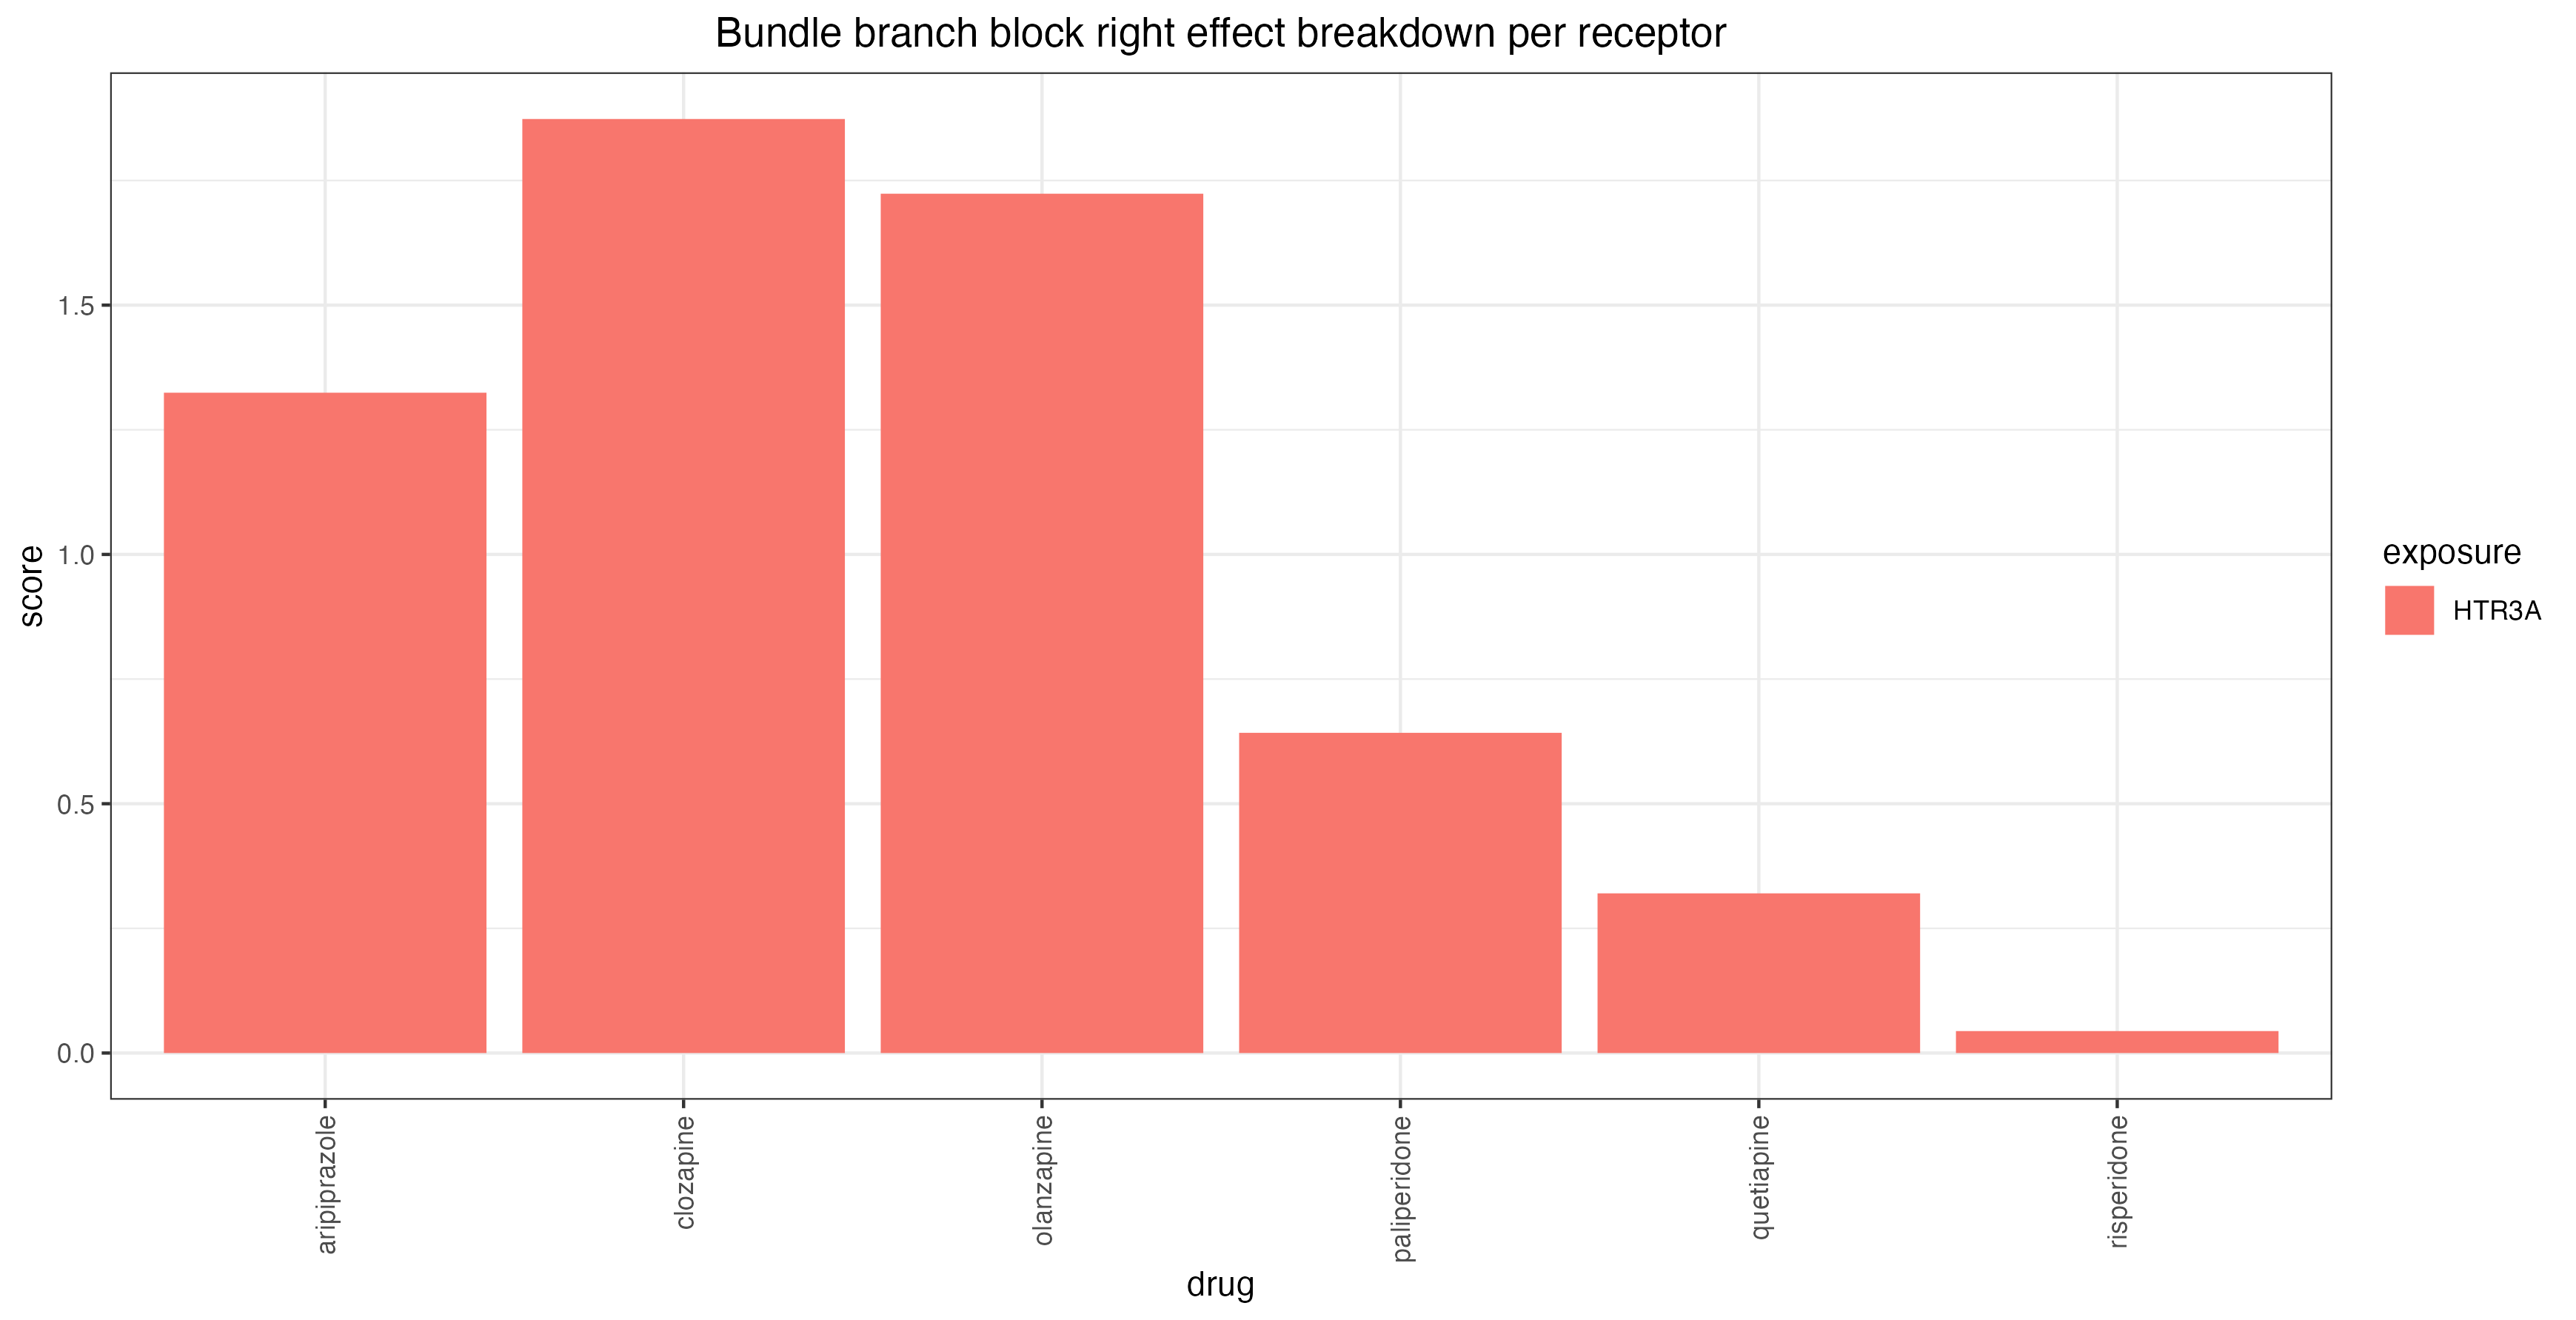 Bundle branch block right effect breakdown per receptor
score
1.5
1.0
0.5
0.0
aripiprazole
clozapine
olanzapine
paliperidone
quetiapine
risperidone
drug
exposure
HTR3A